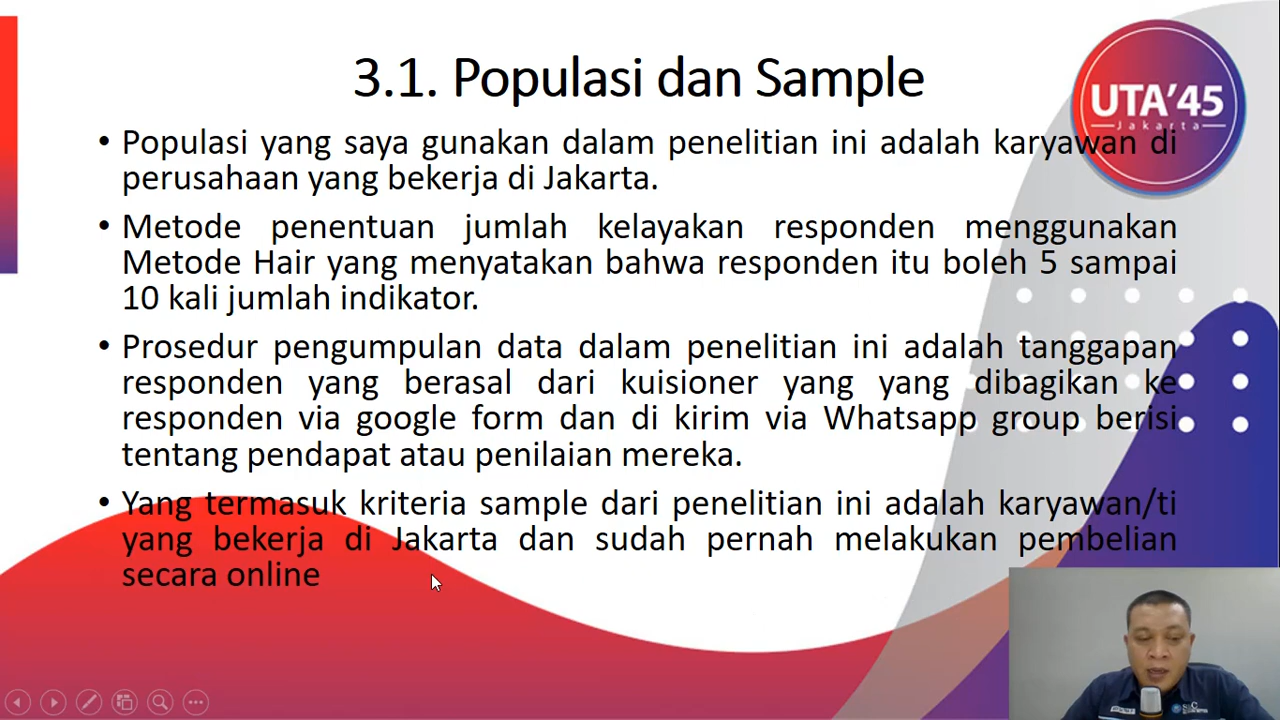 3.1. Populasi dan Sample
UTA'45
Jakarta
• Populasi yang saya gunakan dalam penelitian ini adalah karyawan di
perusahaan yang bekerja di Jakarta.
• Metode penentuan jumlah kelayakan responden menggunakan
Metode Hair yang menyatakan bahwa responden itu boleh 5 sampai
10 kali jumlah indikator.
• Prosedur pengumpulan data dalam penelitian ini adalah tanggapan
responden yang berasal dari kuisioner yang yang dibagikan ke
responden via google form dan di kirim via Whatsapp group berisi
tentang pendapat atau penilaian mereka.
• Yang termasuk kriteria sample dari penelitian ini adalah karyawan/ti
yang bekerja di Jakarta dan sudah pernah melakukan pembelian
secara online